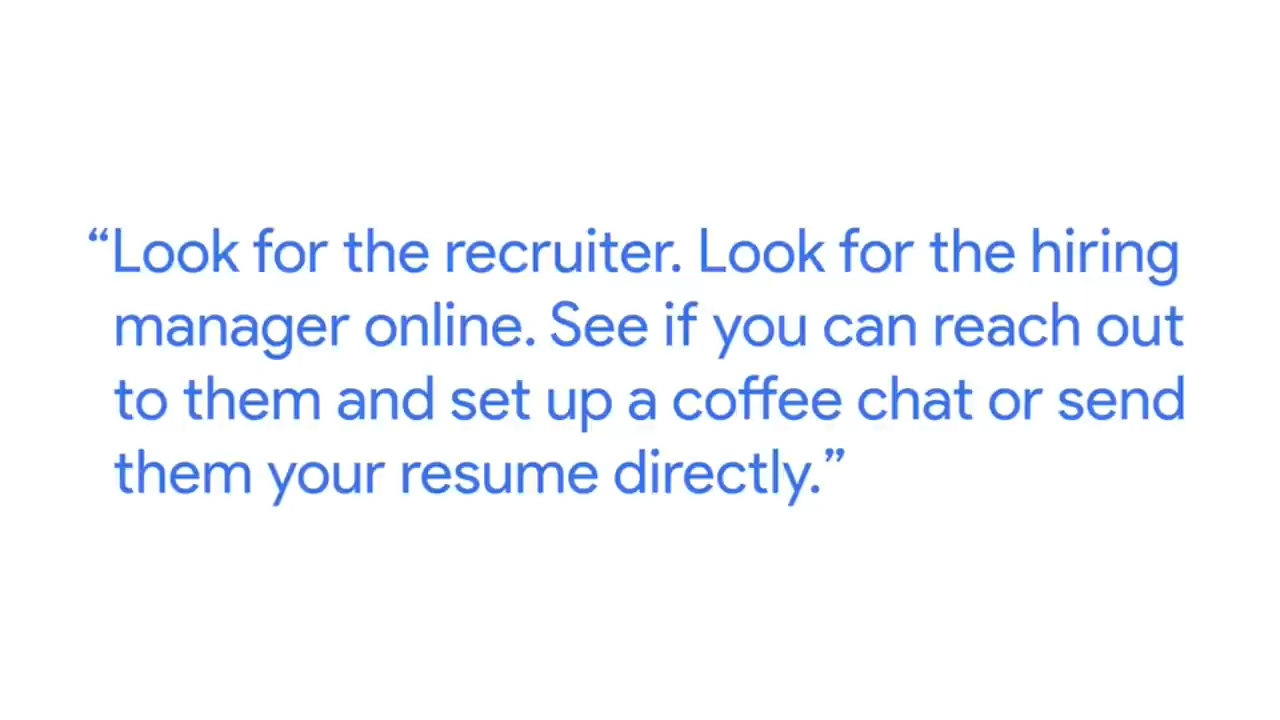 “Look for the recruiter. Look for the hiring
manager online. See if you can reach out
to them and set up a coffee chat or send
them your resume directly.”